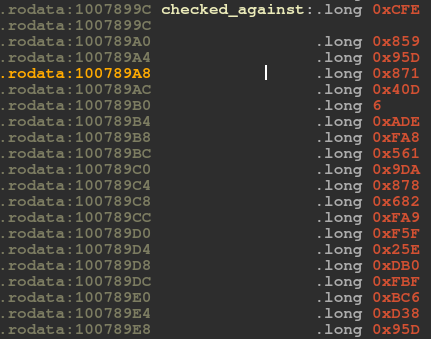 .rodata:1007899C checked_against:.long 0xCFE
.rodata:1007899C
.rodata:100789A0 .long 0x859
.rodata:100789A4 .long 0x95D
.rodata:100789A8 .long 0x871
.rodata:100789AC .long 0x40D
.rodata:100789B0 .long 6
.rodata:100789B4 .long 0xADE
.rodata:100789B8 .long 0xFA8
.rodata:100789BC .long 0x561
.rodata:100789C0 .long 0x9DA
.rodata:100789C4 .long 0x878
.rodata:100789C8 .long 0x682
.rodata:100789CC .long 0xFA9
.rodata:100789D0 .long 0xF5F
.rodata:100789D4 .long 0x25E
.rodata:100789D8 .long 0xDB0
.rodata:100789DC .long 0xFBF
.rodata:100789E0 .long 0xBC6
.rodata:100789E4 .long 0xD38
.rodata:100789E8 .long 0x95D